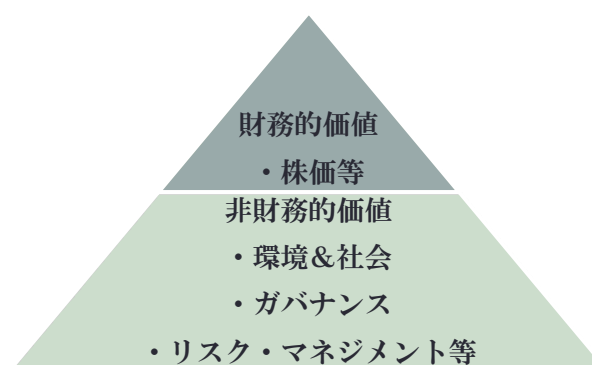 財務的価値
・株価等
非財務的価値
・環境&社会
・ガバナンス
・リスク・マネジメント等